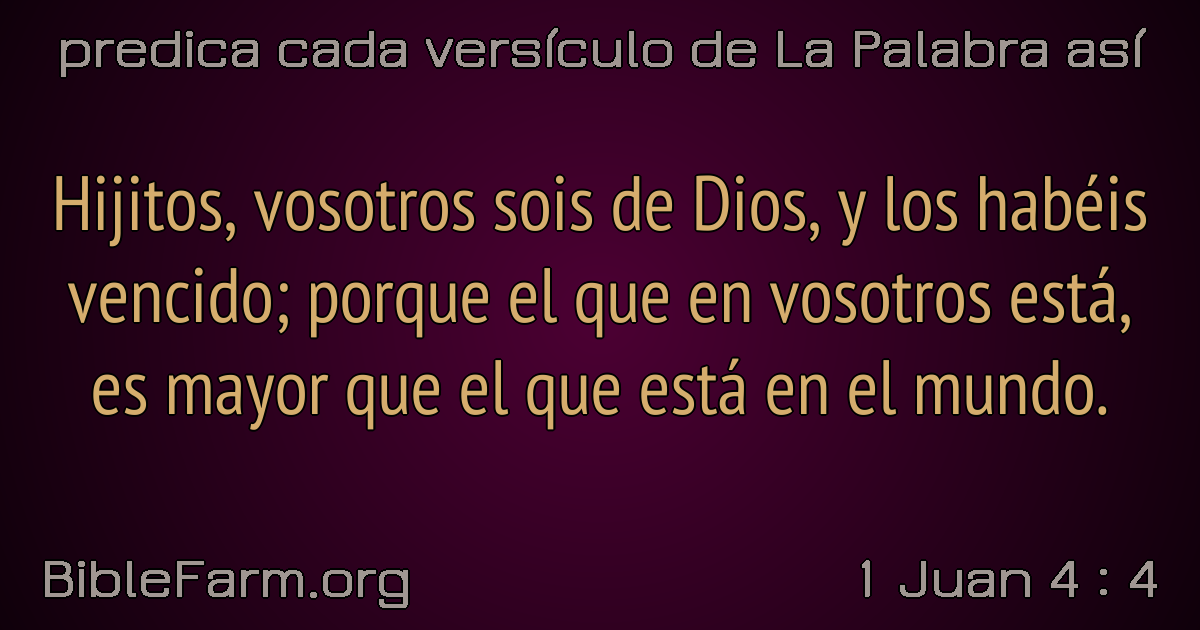 predica cada versículo de La Palabra así
Hijitos, vosotros sois de Dios, y los habéis
vencido; porque el que en vosotros está,
es mayor que el que está en el mundo.
BibleFarm.org
1 Juan 4 : 4